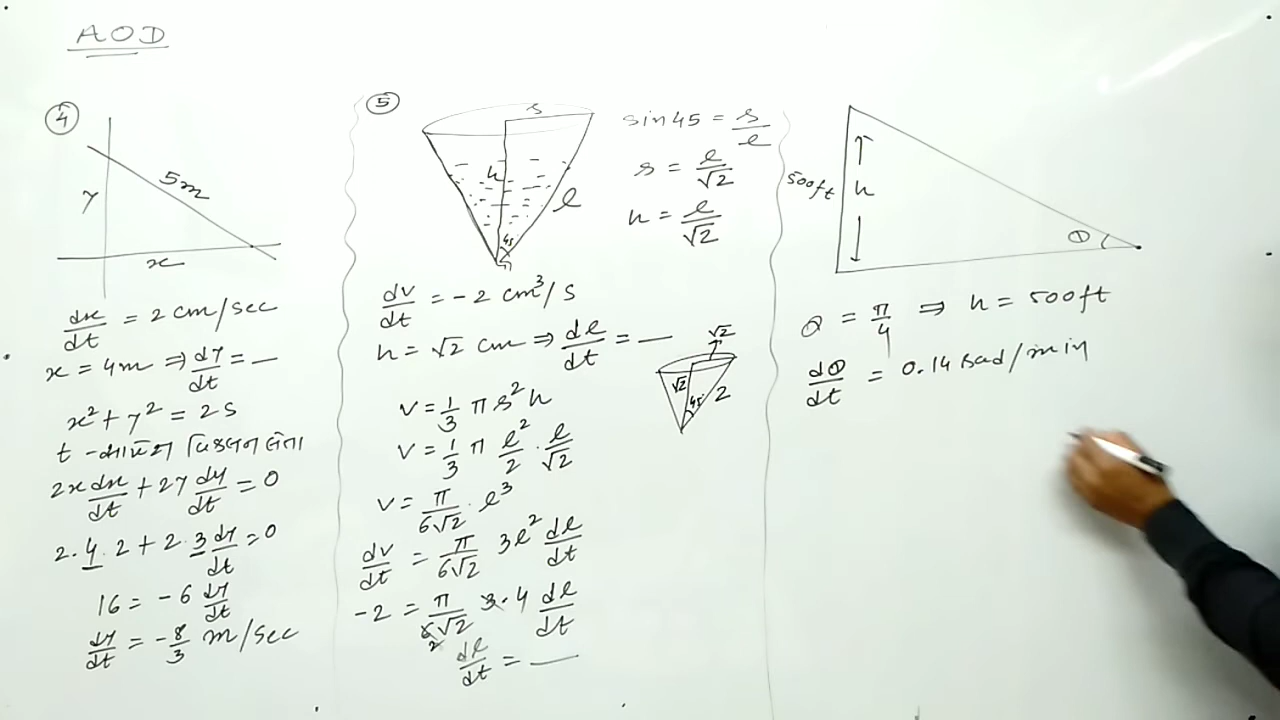 AOD
④
y
5m
x
dx/dt = 2 cm/sec
x = 4m ⇒ dy/dt = —
x² + y² = 25
t -
2x dx/dt + 2y dy/dt = 0
2·4·2 + 2·3 dy/dt = 0
16 = -6 dy/dt
dy/dt = -8/3 m/sec
⑤
r
h
l
45
sin 45 = r/l
r = l/√2
h = l/√2
dv/dt = -2 cm³/s
h = √2 cm ⇒ dl/dt = —
√2
√2
45°
2
v = 1/3 π r² h
v = 1/3 π l²/2 · l/√2
v = π/6√2 · l³
dv/dt = π/6√2 3l² dl/dt
-2 = π/6√2 3·4 dl/dt
2
dl/dt = —
500ft
h
θ
θ = π/4 ⇒ h = 500ft
dθ/dt = 0.14 rad/min